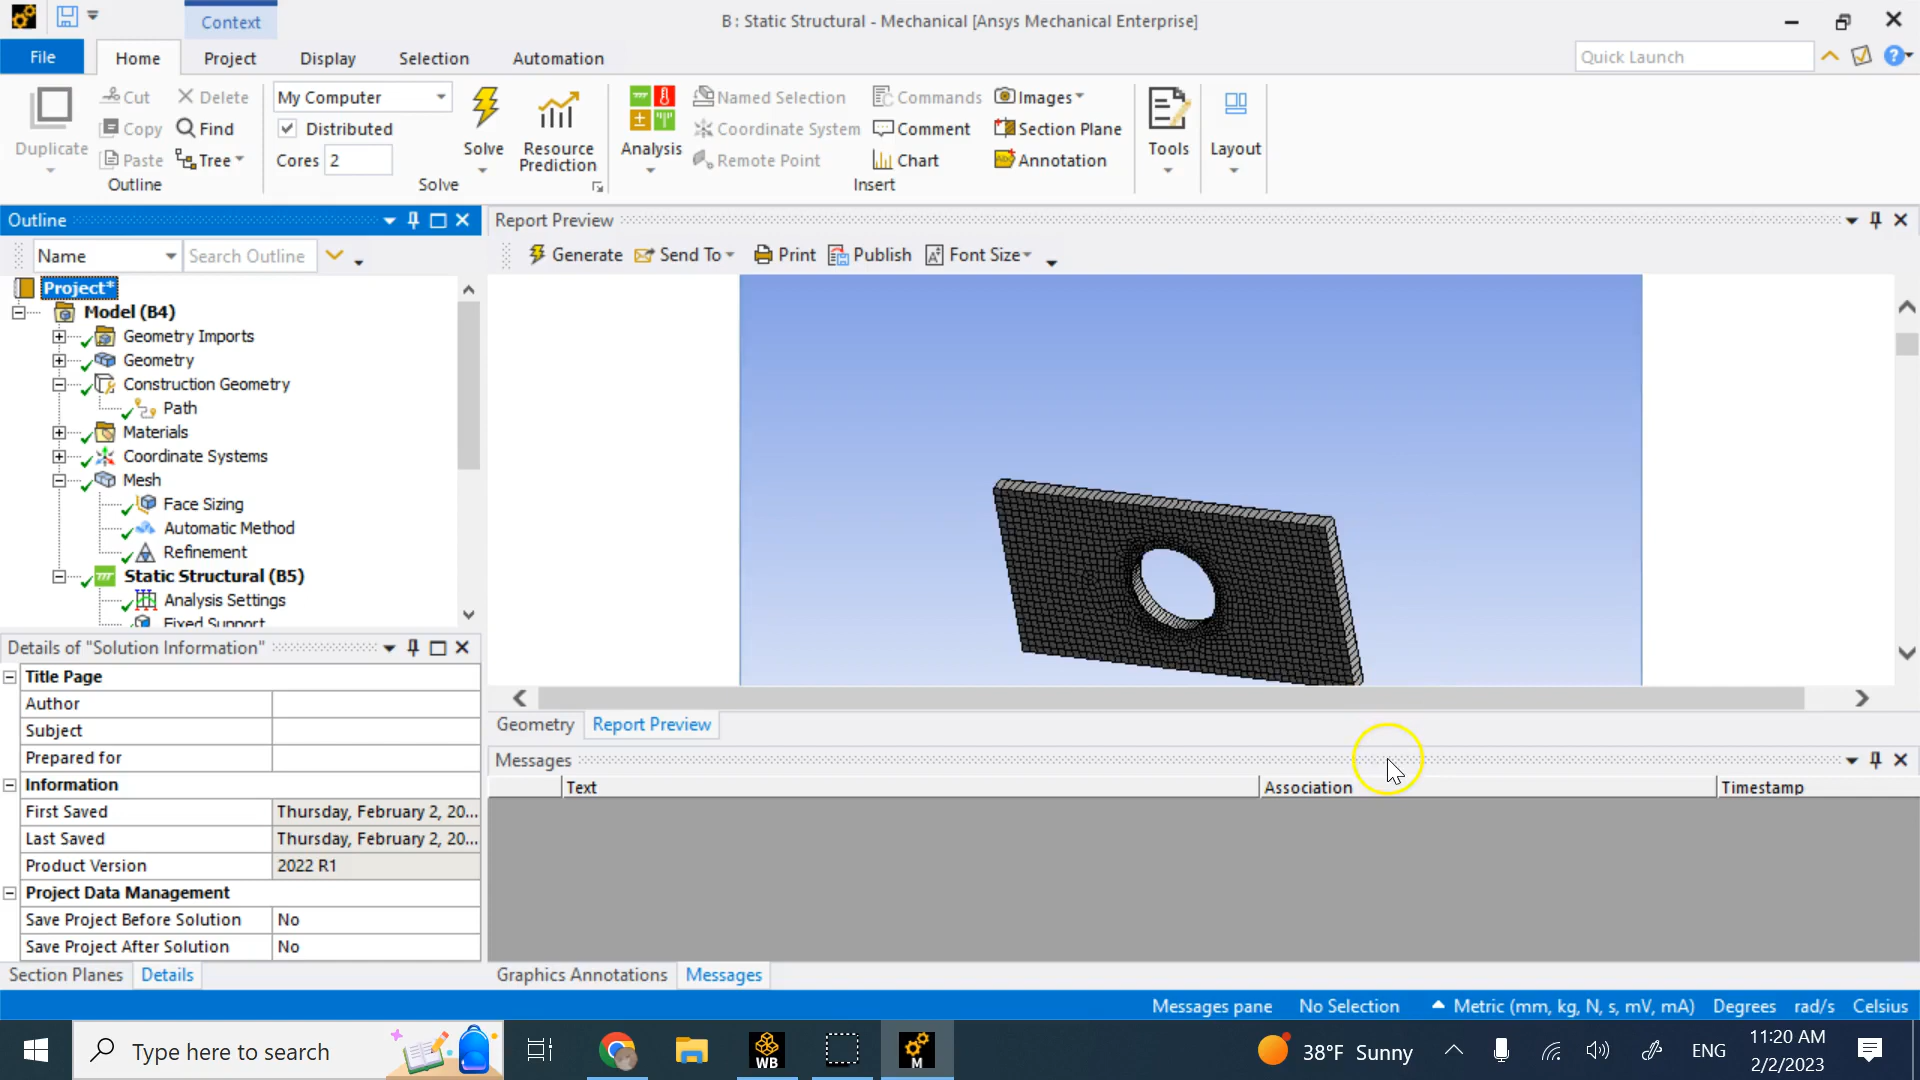 Context
B : Static Structural - Mechanical [Ansys Mechanical Enterprise]
File Home Project Display Selection Automation Quick Launch
Duplicate
Cut
Copy
Paste
Delete
Find
Tree
Outline
My Computer
Distributed
Cores 2
Solve
Resource
Prediction
Solve
Analysis
Named Selection
Coordinate System
Remote Point
Commands
Comment
Chart
Images
Section Plane
Annotation
Insert
Tools
Layout
Outline
Name Search Outline
Project*
Model (B4)
Geometry Imports
Geometry
Construction Geometry
Path
Materials
Coordinate Systems
Mesh
Face Sizing
Automatic Method
Refinement
Static Structural (B5)
Analysis Settings
Fixed Support
Details of "Solution Information"
Title Page
Author
Subject
Prepared for
Information
First Saved Thursday, February 2, 20...
Last Saved Thursday, February 2, 20...
Product Version 2022 R1
Project Data Management
Save Project Before Solution No
Save Project After Solution No
Section Planes Details
Report Preview
Generate Send To Print Publish Font Size
Geometry Report Preview
Messages
Text Association Timestamp
Graphics Annotations Messages
Messages pane No Selection Metric (mm, kg, N, s, mV, mA) Degrees rad/s Celsius
Type here to search
WB
M
38°F Sunny
ENG
11:20 AM
2/2/2023